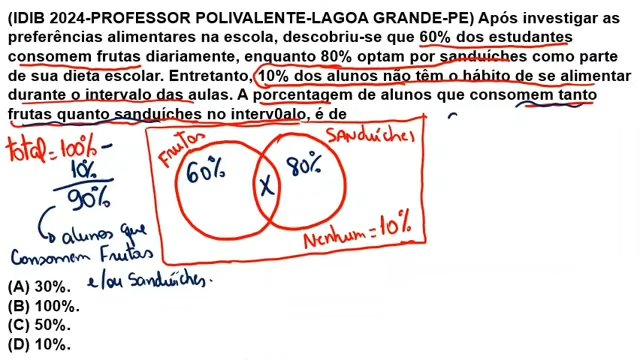 (IDIB 2024-PROFESSOR POLIVALENTE-LAGOA GRANDE-PE) Após investigar as
preferências alimentares na escola, descobriu-se que 60% dos estudantes
consomem frutas diariamente, enquanto 80% optam por sanduíches como parte
de sua dieta escolar. Entretanto, 10% dos alunos não têm o hábito de se alimentar
durante o intervalo das aulas. A porcentagem de alunos que consomem tanto
frutas quanto sanduíches no interv0alo, é de
total = 100% -
10%
90%
alunos que
Consomem Frutas
e/ou Sanduíches.
Frutas
SANduíches
60%
X
80%
Nenhum = 10%
(A) 30%.
(B) 100%.
(C) 50%.
(D) 10%.